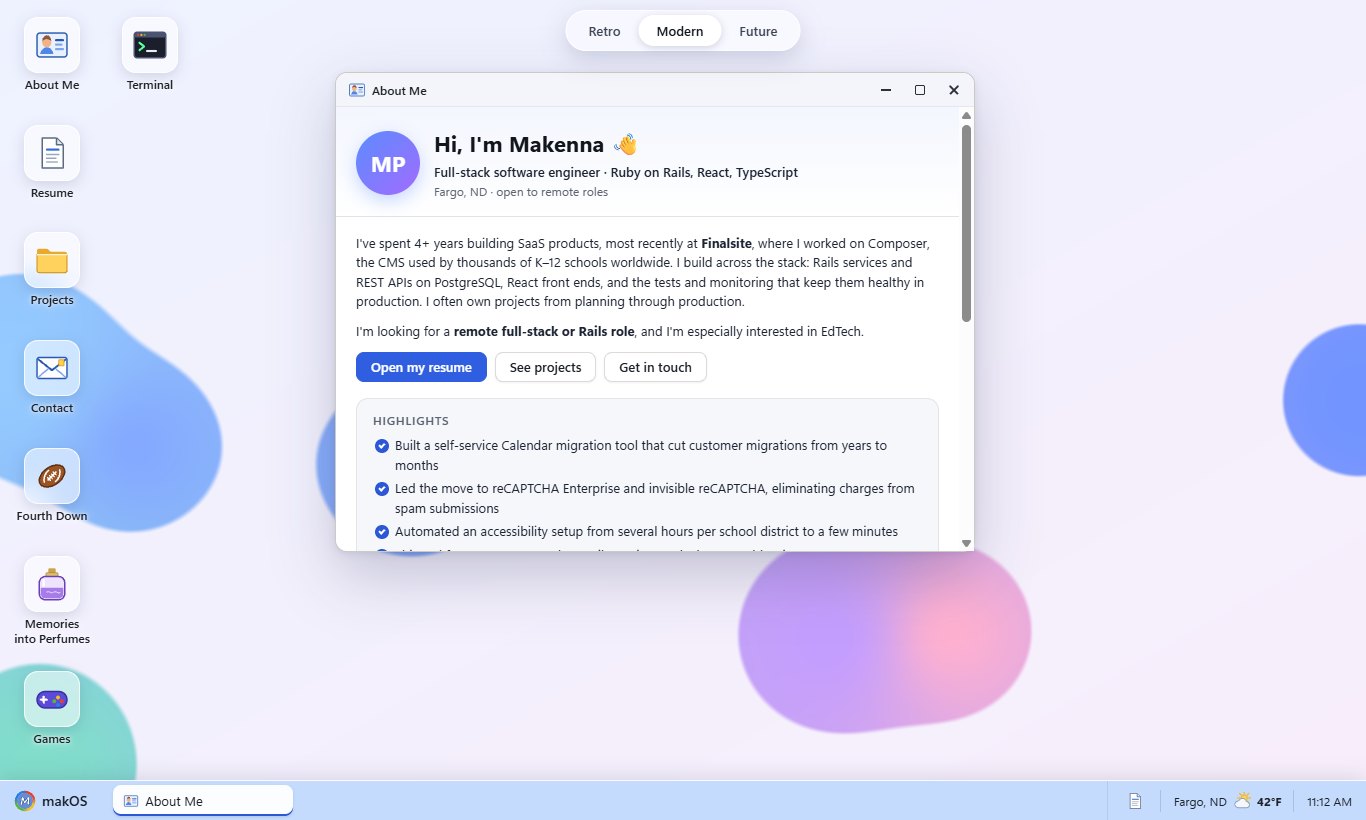 Retro Modern Future
About Me
Terminal
Resume
Projects
Contact
Fourth Down
Memories
into Perfumes
Games
About Me
MP
Hi, I'm Makenna
Full-stack software engineer · Ruby on Rails, React, TypeScript
Fargo, ND · open to remote roles
I've spent 4+ years building SaaS products, most recently at Finalsite, where I worked on Composer,
the CMS used by thousands of K–12 schools worldwide. I build across the stack: Rails services and
REST APIs on PostgreSQL, React front ends, and the tests and monitoring that keep them healthy in
production. I often own projects from planning through production.
I'm looking for a remote full-stack or Rails role, and I'm especially interested in EdTech.
Open my resume See projects Get in touch
HIGHLIGHTS
Built a self-service Calendar migration tool that cut customer migrations from years to
months
Led the move to reCAPTCHA Enterprise and invisible reCAPTCHA, eliminating charges from
spam submissions
Automated an accessibility setup from several hours per school district to a few minutes
M makOS
About Me
Fargo, ND 42°F
11:12 AM